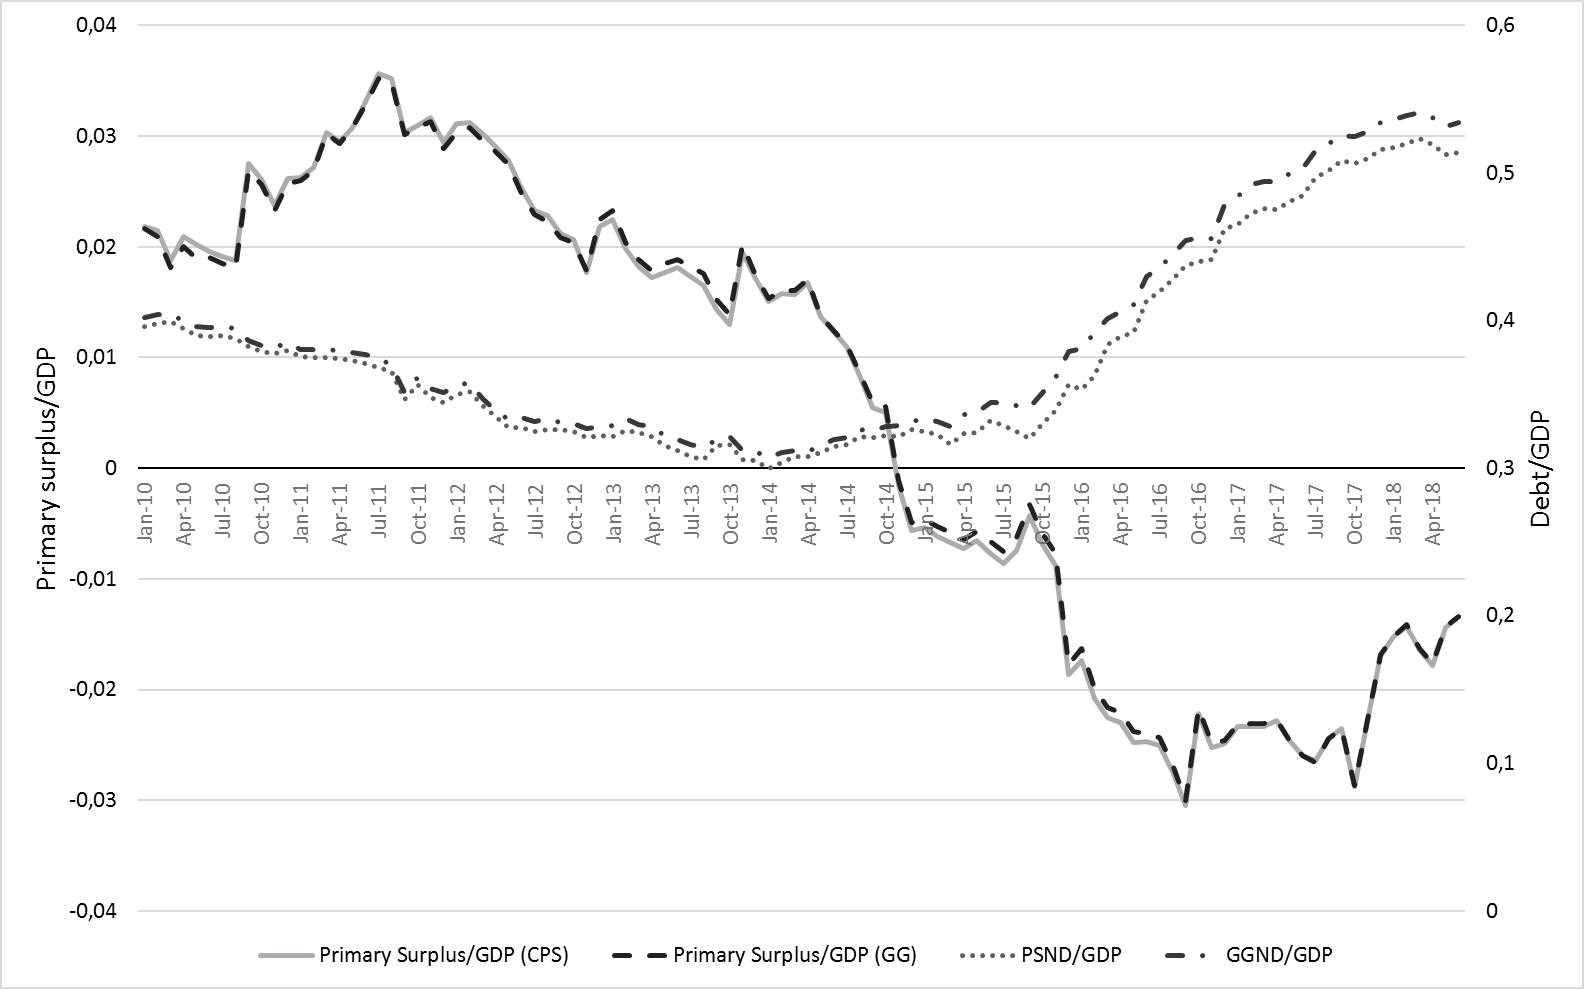 0,04
0,03
0,02
0,01
0
-0,01
-0,02
-0,03
-0,04
Primary surplus/GDP
0,6
0,5
0,4
0,3
0,2
0,1
0
Debt/GDP
Jan-10
Apr-10
Jul-10
Oct-10
Jan-11
Apr-11
Jul-11
Oct-11
Jan-12
Apr-12
Jul-12
Oct-12
Jan-13
Apr-13
Jul-13
Oct-13
Jan-14
Apr-14
Jul-14
Oct-14
Jan-15
Apr-15
Jul-15
Oct-15
Jan-16
Apr-16
Jul-16
Oct-16
Jan-17
Apr-17
Jul-17
Oct-17
Jan-18
Apr-18
Primary Surplus/GDP (CPS) Primary Surplus/GDP (GG) PSND/GDP GGND/GDP